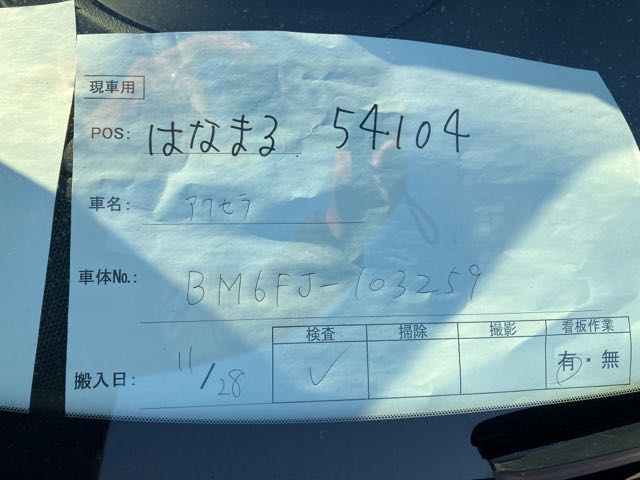 現車用
POS: はなまる 54104
車名: アクセラ
車体No.: BM6FJ-103259
検査 掃除 撮影 看板作業
搬入日: 11/28 ✓ 有・無